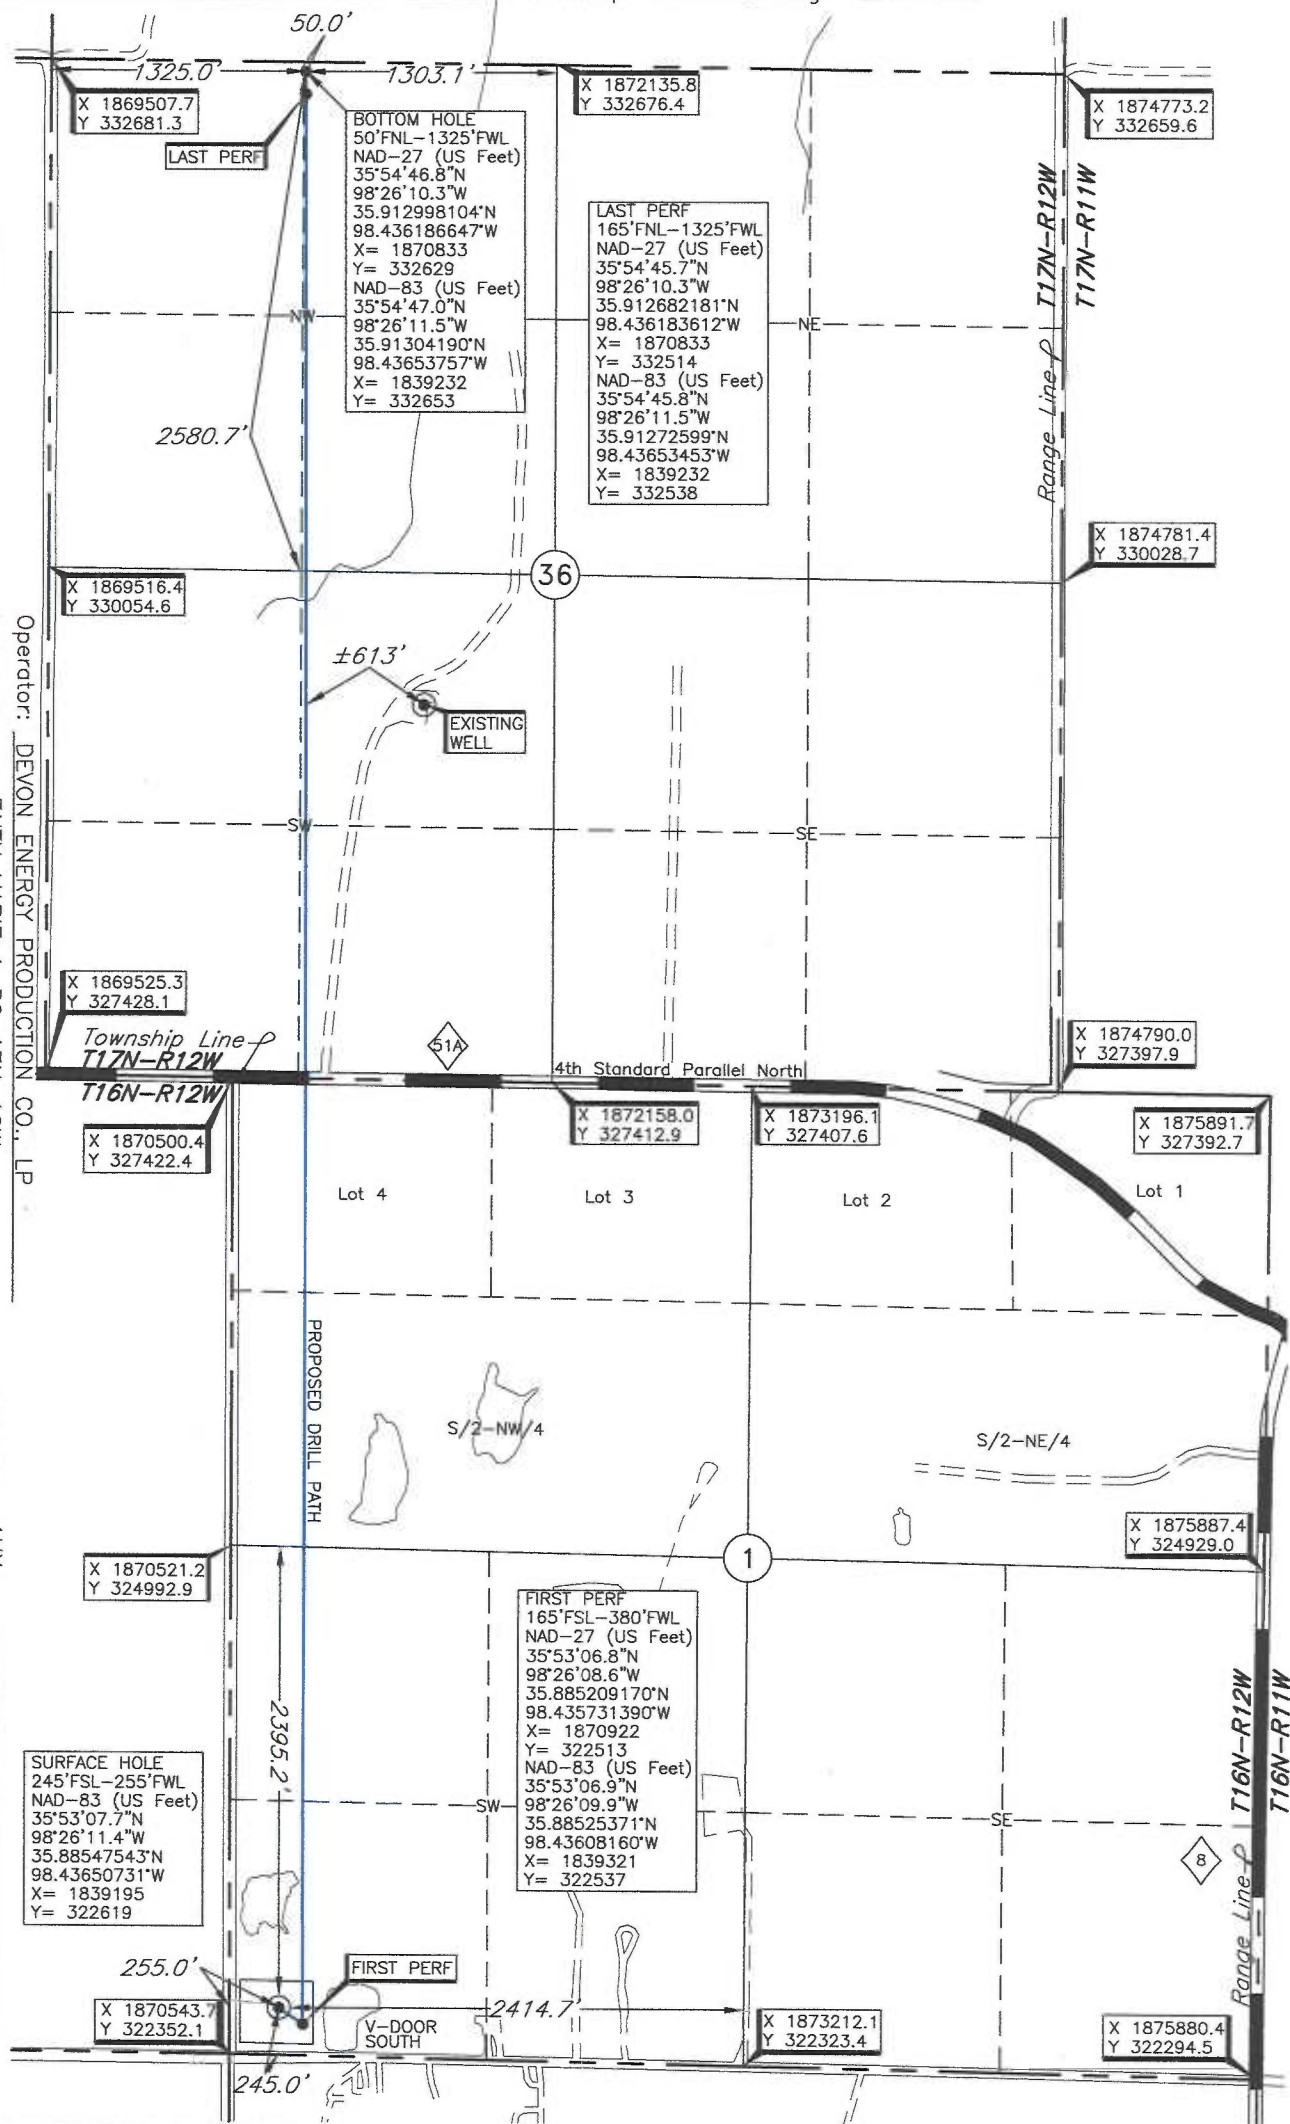 50.0'
1325.0'
1303.1'
X 1869507.7
Y 332681.3
LAST PERF
X 1872135.8
Y 332676.4
X 1874773.2
Y 332659.6
BOTTOM HOLE
50'FNL-1325'FWL
NAD-27 (US Feet)
35°54'46.8"N
98°26'10.3"W
35.912998104°N
98.436186647°W
X= 1870833
Y= 332629
NAD-83 (US Feet)
35°54'47.0"N
98°26'11.5"W
35.91304190°N
98.43653757°W
X= 1839232
Y= 332653
LAST PERF
165'FNL-1325'FWL
NAD-27 (US Feet)
35°54'45.7"N
98°26'10.3"W
35.912682181°N
98.436183612°W
X= 1870833
Y= 332514
NAD-83 (US Feet)
35°54'45.8"N
98°26'11.5"W
35.91272599°N
98.43653453°W
X= 1839232
Y= 332538
T17N-R12W
T17N-R11W
Range Line
NW
NE
2580.7'
X 1869516.4
Y 330054.6
36
X 1874781.4
Y 330028.7
±613'
EXISTING
WELL
SW
SE
Operator: DEVON ENERGY PRODUCTION CO., LP
X 1869525.3
Y 327428.1
Township Line
T17N-R12W
T16N-R12W
51A
4th Standard Parallel North
X 1874790.0
Y 327397.9
X 1870500.4
Y 327422.4
X 1872158.0
Y 327412.9
X 1873196.1
Y 327407.6
X 1875891.7
Y 327392.7
Lot 4
Lot 3
Lot 2
Lot 1
PROPOSED DRILL PATH
S/2-NW/4
S/2-NE/4
X 1870521.2
Y 324992.9
1
X 1875887.4
Y 324929.0
FIRST PERF
165'FSL-380'FWL
NAD-27 (US Feet)
35°53'06.8"N
98°26'08.6"W
35.885209170°N
98.435731390°W
X= 1870922
Y= 322513
NAD-83 (US Feet)
35°53'06.9"N
98°26'09.9"W
35.88525371°N
98.43608160°W
X= 1839321
Y= 322537
2395.2'
SURFACE HOLE
245'FSL-255'FWL
NAD-83 (US Feet)
35°53'07.7"N
98°26'11.4"W
35.88547543°N
98.43650731°W
X= 1839195
Y= 322619
SW
SE
T16N-R12W
T16N-R11W
8
Range Line
255.0'
FIRST PERF
X 1870543.7
Y 322352.1
V-DOOR
SOUTH
2414.7'
X 1873212.1
Y 322323.4
X 1875880.4
Y 322294.5
245.0'